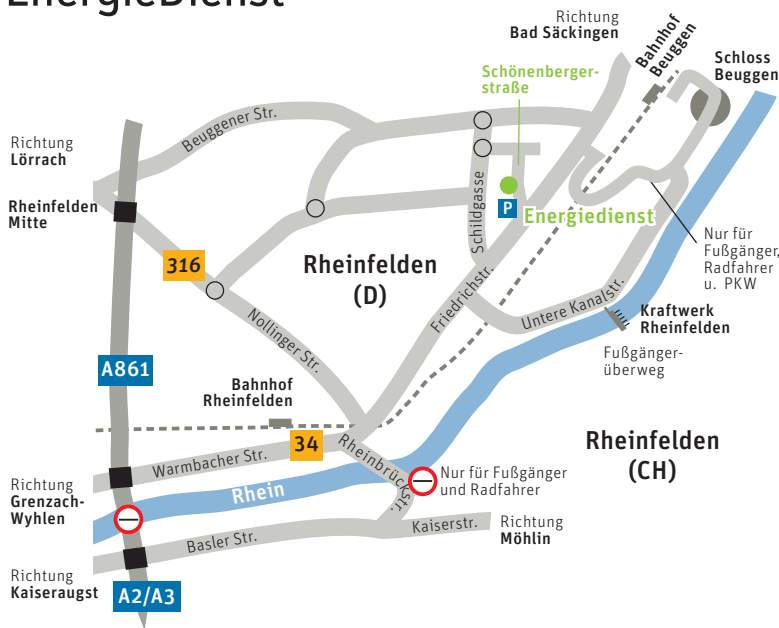 EnergieDienst
Richtung
Bad Säckingen
Bahnhof
Beuggen
Schloss
Beuggen
Schönenberger-
straße
Beuggener Str.
Richtung
Lörrach
Rheinfelden
Mitte
316
Schildgasse
P
Energiedienst
Nur für
Fußgänger,
Radfahrer
u. PKW
Rheinfelden
(D)
Friedrichstr.
Untere Kanalstr.
Kraftwerk
Rheinfelden
Fußgänger-
überweg
Nollinger Str.
A861
Bahnhof
Rheinfelden
34
Warmbacher Str.
Rheinbrückstr.
Rheinfelden
(CH)
Richtung
Grenzach-
Wyhlen
Rhein
Nur für Fußgänger
und Radfahrer
Basler Str.
Kaiserstr.
Richtung
Möhlin
Richtung
Kaiseraugst
A2/A3